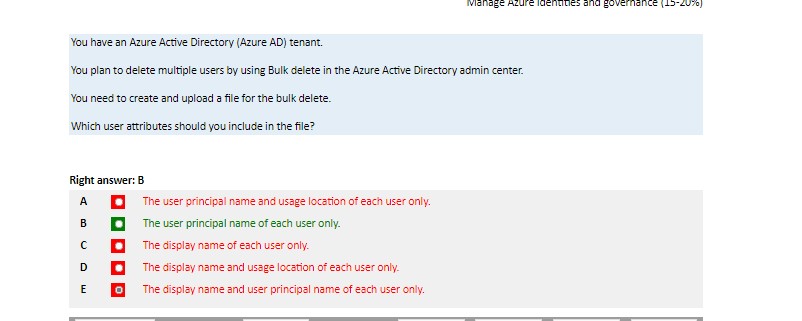 Manage Azure identities and governance (15-20%)
You have an Azure Active Directory (Azure AD) tenant.
You plan to delete multiple users by using Bulk delete in the Azure Active Directory admin center.
You need to create and upload a file for the bulk delete.
Which user attributes should you include in the file?
Right answer: B
A The user principal name and usage location of each user only.
B The user principal name of each user only.
C The display name of each user only.
D The display name and usage location of each user only.
E The display name and user principal name of each user only.